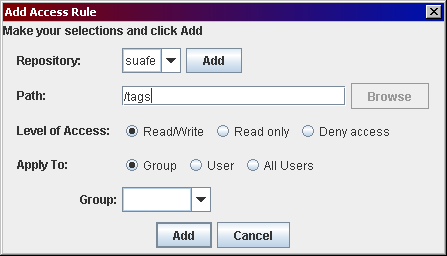 Add Access Rule
Make your selections and click Add
Repository: suafe Add
Path: /tags Browse
Level of Access: Read/Write Read only Deny access
Apply To: Group User All Users
Group:
Add Cancel